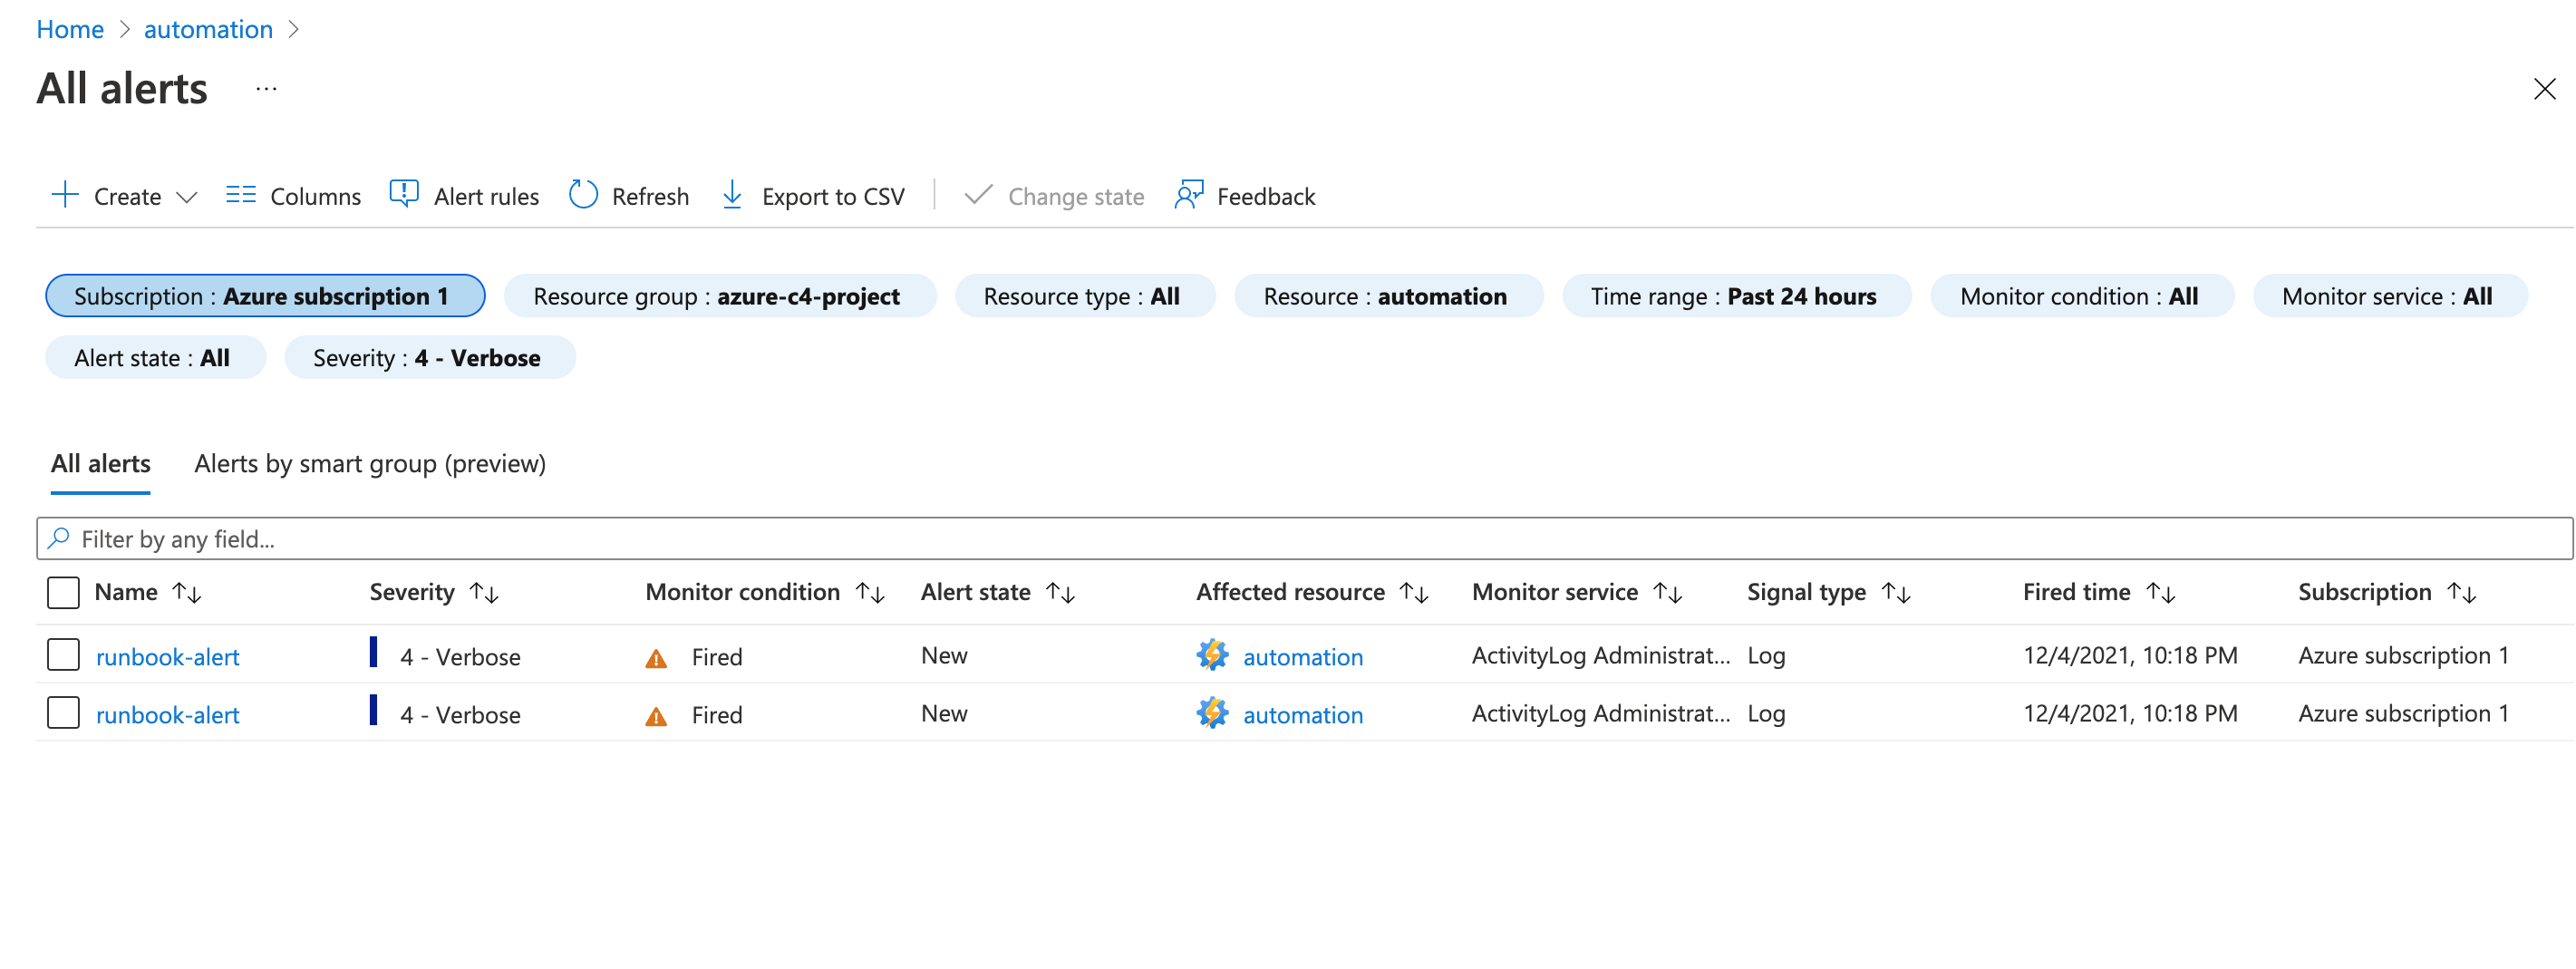 Home > automation >
All alerts ...
Create Columns Alert rules Refresh Export to CSV Change state Feedback
Subscription : Azure subscription 1 Resource group : azure-c4-project Resource type : All Resource : automation Time range : Past 24 hours Monitor condition : All Monitor service : All
Alert state : All Severity : 4 - Verbose
All alerts Alerts by smart group (preview)
Filter by any field...
Name ↑↓ Severity ↑↓ Monitor condition ↑↓ Alert state ↑↓ Affected resource ↑↓ Monitor service ↑↓ Signal type ↑↓ Fired time ↑↓ Subscription ↑↓
runbook-alert 4 - Verbose Fired New automation ActivityLog Administrat... Log 12/4/2021, 10:18 PM Azure subscription 1
runbook-alert 4 - Verbose Fired New automation ActivityLog Administrat... Log 12/4/2021, 10:18 PM Azure subscription 1